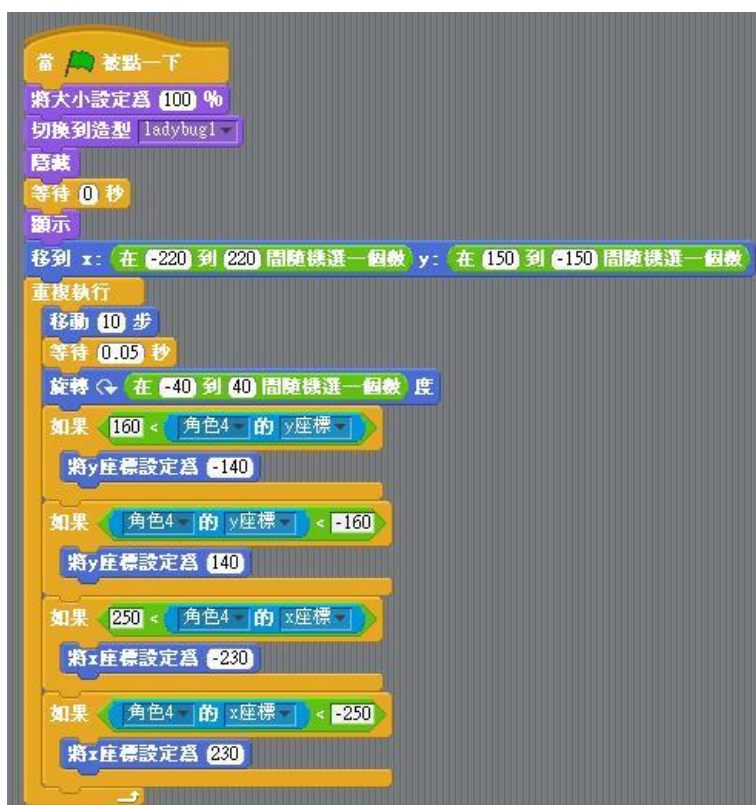 當 被點一下
將大小設定為 100 %
切換到造型 ladybug1
隱藏
等待 0 秒
顯示
移到 x: 在 -220 到 220 間隨機選一個數 y: 在 150 到 -150 間隨機選一個數
重複執行
移動 10 步
等待 0.05 秒
旋轉 在 -40 到 40 間隨機選一個數 度
如果 160 < 角色4 的 y座標
將y座標設定為 -140
如果 角色4 的 y座標 < -160
將y座標設定為 140
如果 250 < 角色4 的 x座標
將x座標設定為 -230
如果 角色4 的 x座標 < -250
將x座標設定為 230